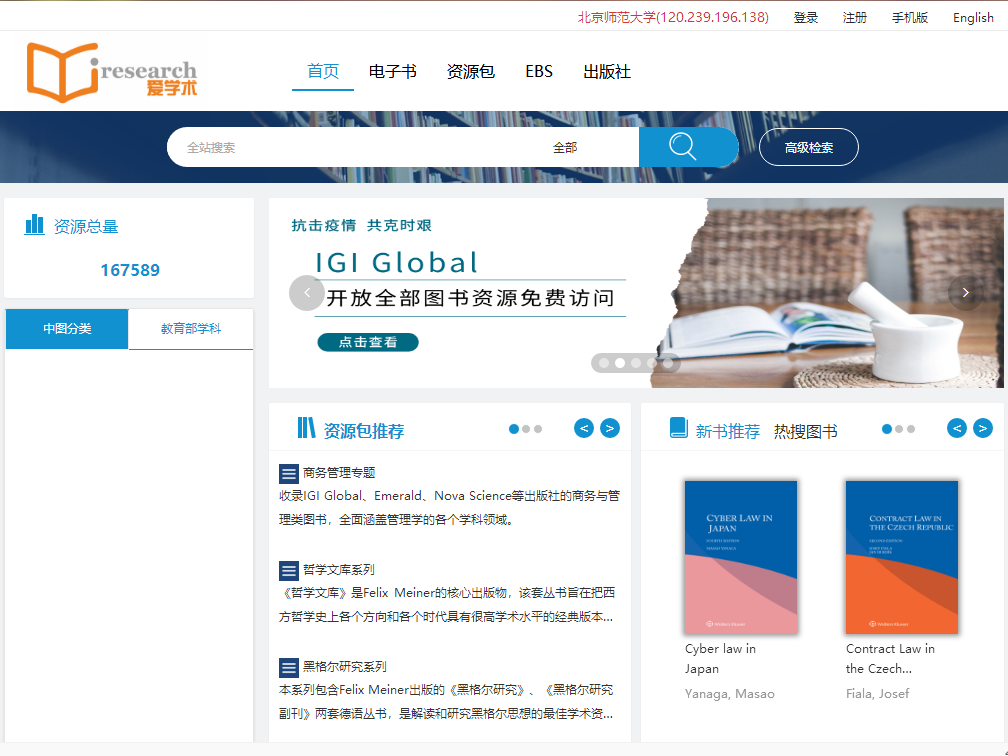 北京师范大学(120.239.196.138) 登录 注册 手机版 English
iresearch
爱学术
首页 电子书 资源包 EBS 出版社
全站搜索 全部 高级检索
资源总量
167589
中图分类 教育部学科
抗击疫情 共克时艰
IGI Global
开放全部图书资源免费访问
点击查看
资源包推荐
商务管理专题
收录IGI Global、Emerald、Nova Science等出版社的商务与管
理类图书，全面涵盖管理学的各个学科领域。
哲学文库系列
《哲学文库》是Felix Meiner的核心出版物，该套丛书旨在把西
方哲学史上各个方向和各个时代具有很高学术水平的经典版本...
黑格尔研究系列
本系列包含Felix Meiner出版的《黑格尔研究》、《黑格尔研究
副刊》两套德语丛书，是解读和研究黑格尔思想的最佳学术资...
新书推荐 热搜图书
CYBER LAW IN
JAPAN
CONTRACT LAW IN
THE CZECH REPUBLIC
Wolters Kluwer
Wolters Kluwer
Cyber law in
Japan
Yanaga, Masao
Contract Law in
the Czech...
Fiala, Josef